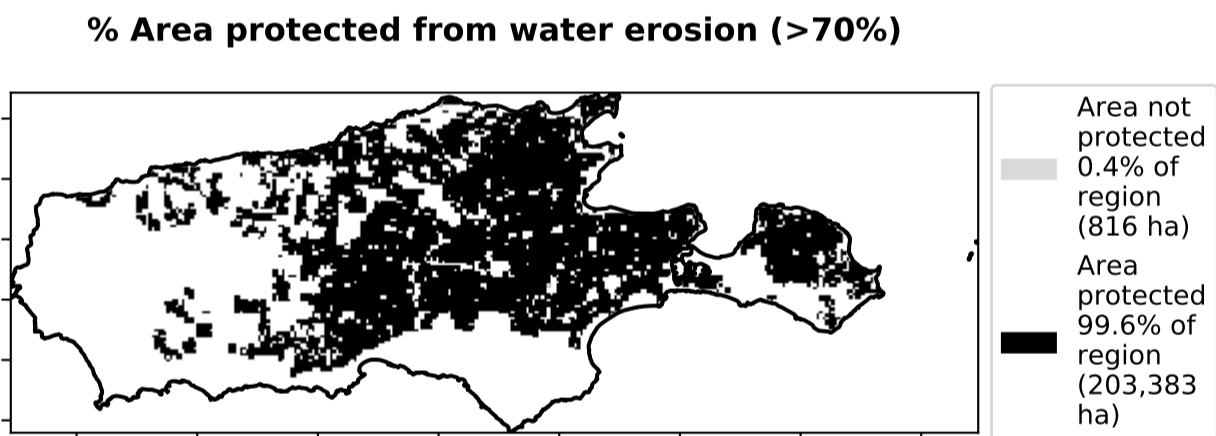 % Area protected from water erosion (>70%)
Area not
protected
0.4% of
region
(816 ha)
Area
protected
99.6% of
region
(203,383
ha)